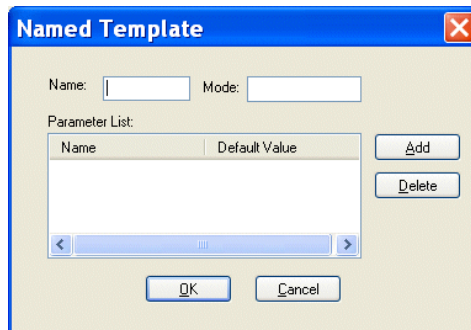 Named Template
Name: Mode:
Parameter List:
Name Default Value
Add
Delete
OK Cancel